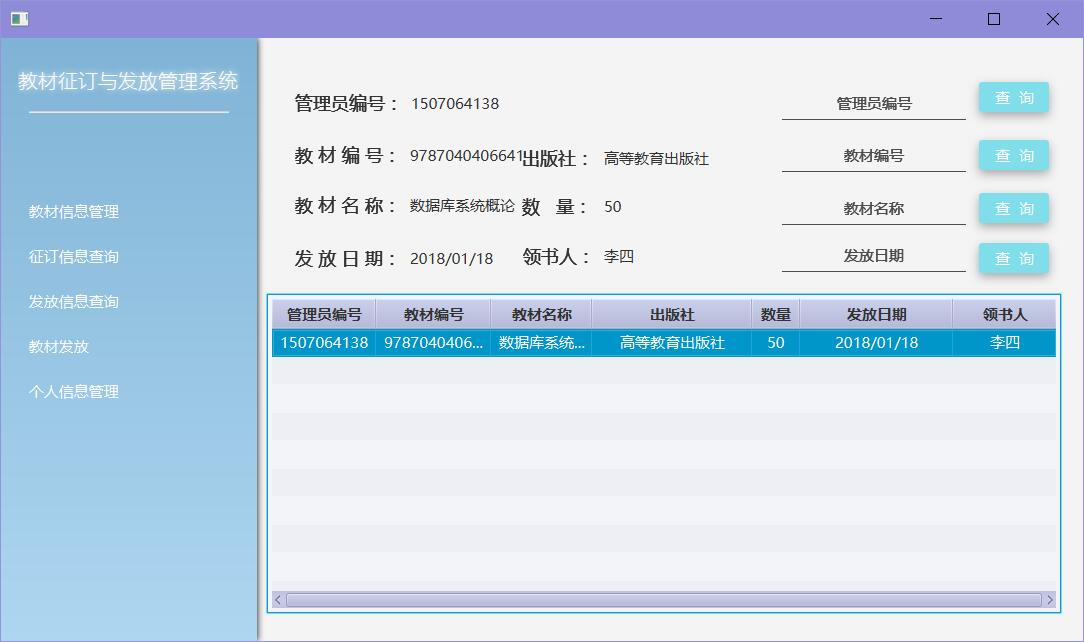 教材征订与发放管理系统
教材信息管理
征订信息查询
发放信息查询
教材发放
个人信息管理
管理员编号： 1507064138
管理员编号 查 询
教 材 编 号： 9787040406641 出版社： 高等教育出版社
教材编号 查 询
教 材 名 称： 数据库系统概论 数 量： 50
教材名称 查 询
发 放 日 期： 2018/01/18 领书人： 李四
发放日期 查 询
管理员编号 教材编号 教材名称 出版社 数量 发放日期 领书人
1507064138 9787040406... 数据库系统... 高等教育出版社 50 2018/01/18 李四